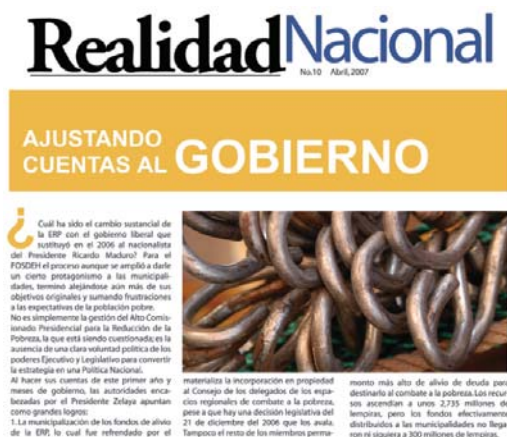 Realidad Nacional
No.10 Abril, 2007
AJUSTANDO
CUENTAS AL GOBIERNO
¿Cuál ha sido el cambio sustancial de
la ERP con el gobierno liberal que
sustituyó en el 2006 al nacionalista
del Presidente Ricardo Maduro? Para el
FOSDEH el proceso aunque se amplió a darle
un cierto protagonismo a las municipali-
dades, terminó alejándose aún más de sus
objetivos originales y sumando frustraciones
a las expectativas de la población pobre.
No es simplemente la gestión del Alto Comis-
ionado Presidencial para la Reducción de la
Pobreza, la que está siendo cuestionada; es la
ausencia de una clara voluntad política de los
poderes Ejecutivo y Legislativo para convertir
la estrategia en una Política Nacional.
Al hacer sus cuentas de este primer año y
meses de gobierno, las autoridades enca-
bezadas por el Presidente Zelaya apuntan
como grandes logros:
1. La municipalización de los fondos de alivio
de la ERP, lo cual fue refrendado por el
materializa la incorporación en propiedad
al Consejo de los delegados de los espa-
cios regionales de combate a la pobreza,
pese a que hay una decisión legislativa del
21 de diciembre del 2006 que los avala.
Tampoco el resto de los miembros perma-
monto más alto de alivio de deuda para
destinarlo al combate a la pobreza. Los recur-
sos ascendían a unos 2,735 millones de
lempiras, pero los fondos efectivamente
distribuidos a las municipalidades no llega-
ron ni siquiera a 300 millones de lempiras.